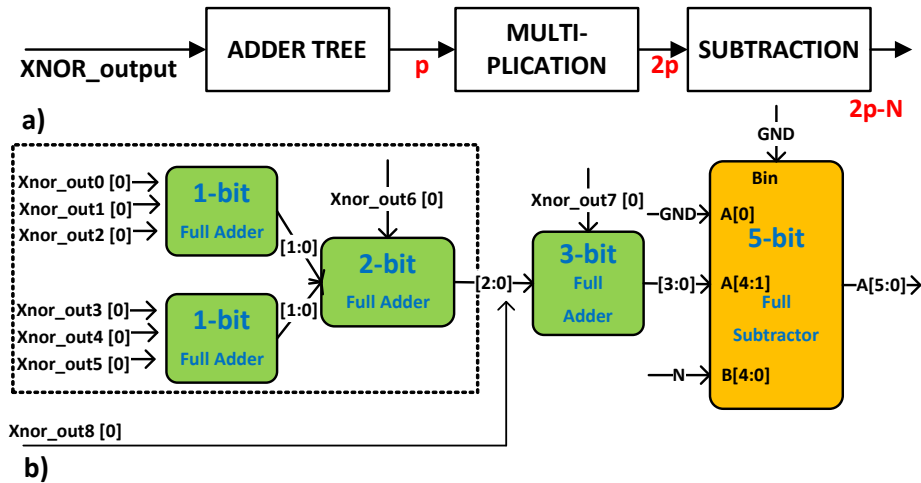 XNOR_output
ADDER TREE
p
MULTI-
PLICATION
2p
SUBTRACTION
2p-N
a)
GND
Xnor_out0 [0]
Xnor_out1 [0]
Xnor_out2 [0]
1-bit
Full Adder
[1:0]
Xnor_out6 [0]
2-bit
Full Adder
[2:0]
Xnor_out3 [0]
Xnor_out4 [0]
Xnor_out5 [0]
1-bit
Full Adder
[1:0]
Xnor_out7 [0]
3-bit
Full
Adder
[3:0]
Bin
GND
A[0]
5-bit
A[4:1]
Full
Subtractor
N
B[4:0]
A[5:0]
Xnor_out8 [0]
b)